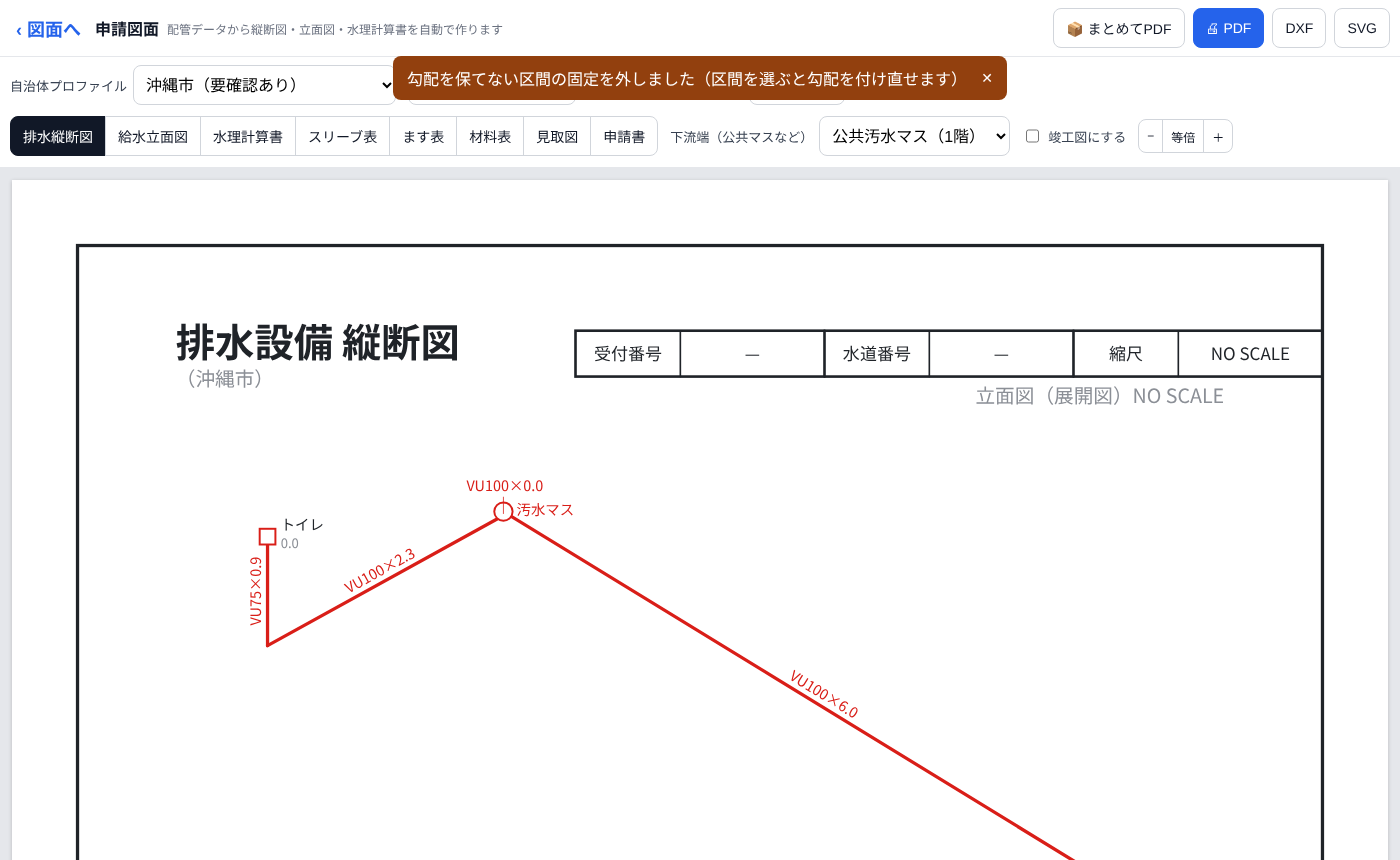 ‹ 図面へ 申請図面 配管データから縦断図・立面図・水理計算書を自動で作ります 📦 まとめてPDF 🖨 PDF DXF SVG
自治体プロファイル 沖縄市（要確認あり） 勾配を保てない区間の固定を外しました（区間を選ぶと勾配を付け直せます） ×
排水縦断図 給水立面図 水理計算書 スリーブ表 ます表 材料表 見取図 申請書 下流端（公共マスなど） 公共汚水マス（1階） 竣工図にする － 等倍 ＋
排水設備 縦断図
（沖縄市）
受付番号 — 水道番号 — 縮尺 NO SCALE
立面図（展開図）NO SCALE
VU100×0.0
汚水マス
トイレ
0.0
VU75×0.9
VU100×2.3
VU100×6.0